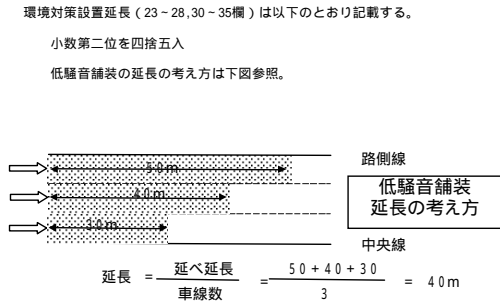 環境対策設置延長(23~28,30~35欄)は以下のとおり記載する。
小数第二位を四捨五入
低騒音舗装の延長の考え方は下図参照。
50m
路側線
40m
低騒音舗装
延長の考え方
30m
中央線
延長 = 延べ延長 / 車線数 = 50+40+30 / 3 = 40m